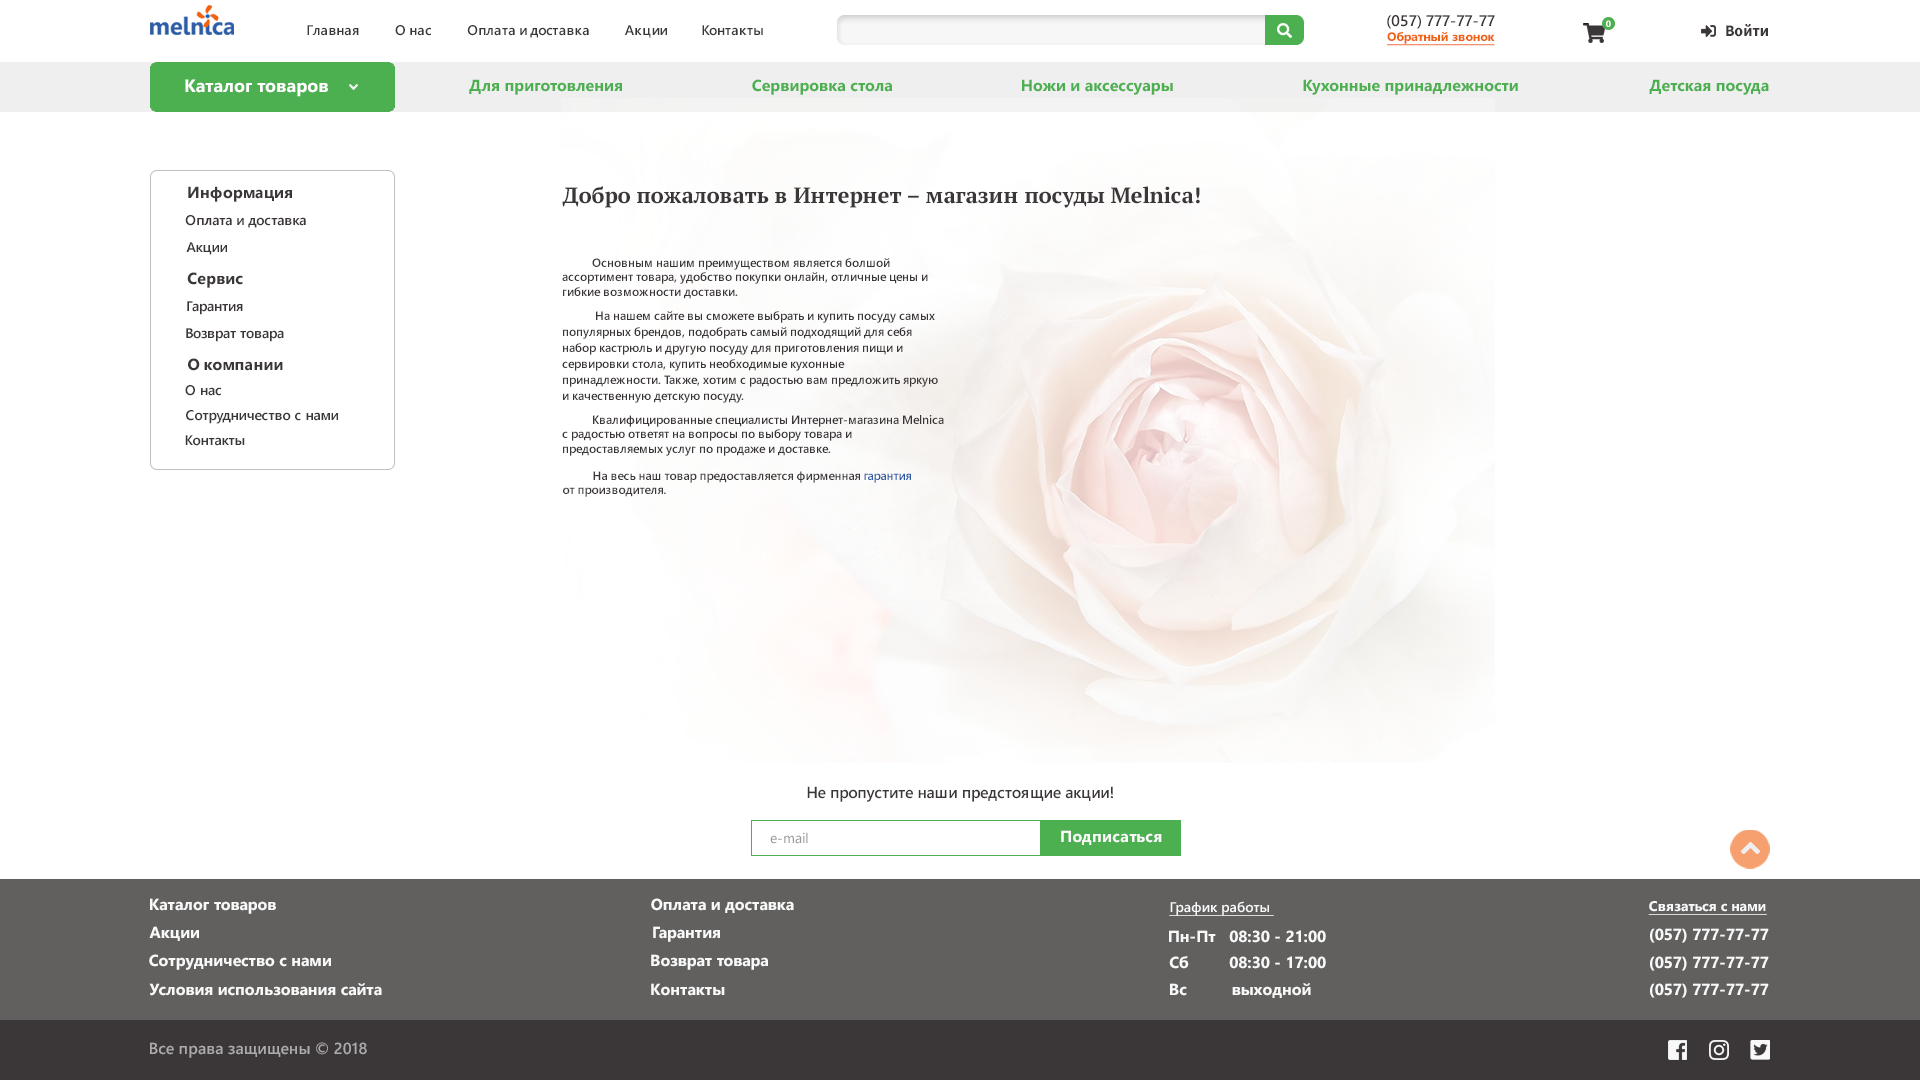 melnica
Главная
О нас
Оплата и доставка
Акции
Контакты
(057) 777-77-77
Обратный звонок
0
Войти
Каталог товаров
Для приготовления
Сервировка стола
Ножи и аксессуары
Кухонные принадлежности
Детская посуда
Информация
Оплата и доставка
Акции
Сервис
Гарантия
Возврат товара
О компании
О нас
Сотрудничество с нами
Контакты
Добро пожаловать в Интернет – магазин посуды Melnica!
Основным нашим преимуществом является болшой
ассортимент товара, удобство покупки онлайн, отличные цены и
гибкие возможности доставки.
На нашем сайте вы сможете выбрать и купить посуду самых
популярных брендов, подобрать самый подходящий для себя
набор кастрюль и другую посуду для приготовления пищи и
сервировки стола, купить необходимые кухонные
принадлежности. Также, хотим с радостью вам предложить яркую
и качественную детскую посуду.
Квалифицированные специалисты Интернет-магазина Melnica
с радостью ответят на вопросы по выбору товара и
предоставляемых услуг по продаже и доставке.
На весь наш товар предоставляется фирменная гарантия
от производителя.
Не пропустите наши предстоящие акции!
e-mail
Подписаться
Каталог товаров
Акции
Сотрудничество с нами
Условия использования сайта
Оплата и доставка
Гарантия
Возврат товара
Контакты
График работы
Пн-Пт 08:30 - 21:00
Сб 08:30 - 17:00
Вс выходной
Связаться с нами
(057) 777-77-77
(057) 777-77-77
(057) 777-77-77
Все права защищены © 2018